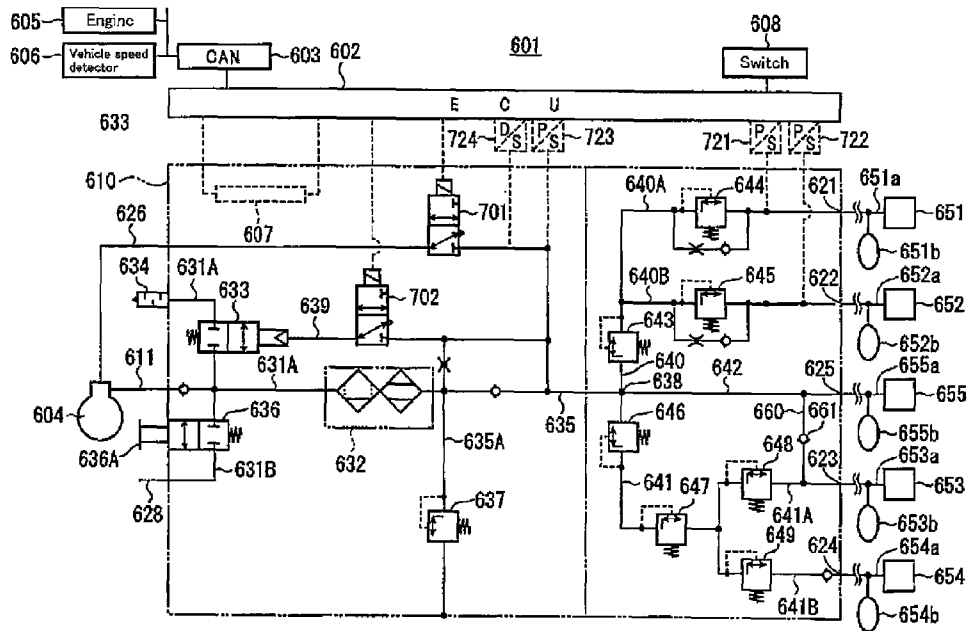 605 Engine
606 Vehicle speed detector
CAN 603
602
601
608
Switch
E C U
633
724 D/S P/S 723
721 P/S P/S 722
610
607
626
701
634
631A
633
639
702
611
631A
604
636
636A
631B
628
632
635A
635
637
640A
644
621
651a
651
651b
640B
645
622
652a
652
652b
643
640
638
642
625
655a
655
655b
660
661
646
641
647
648
623
653a
653
653b
641A
649
624
654a
654
641B
654b